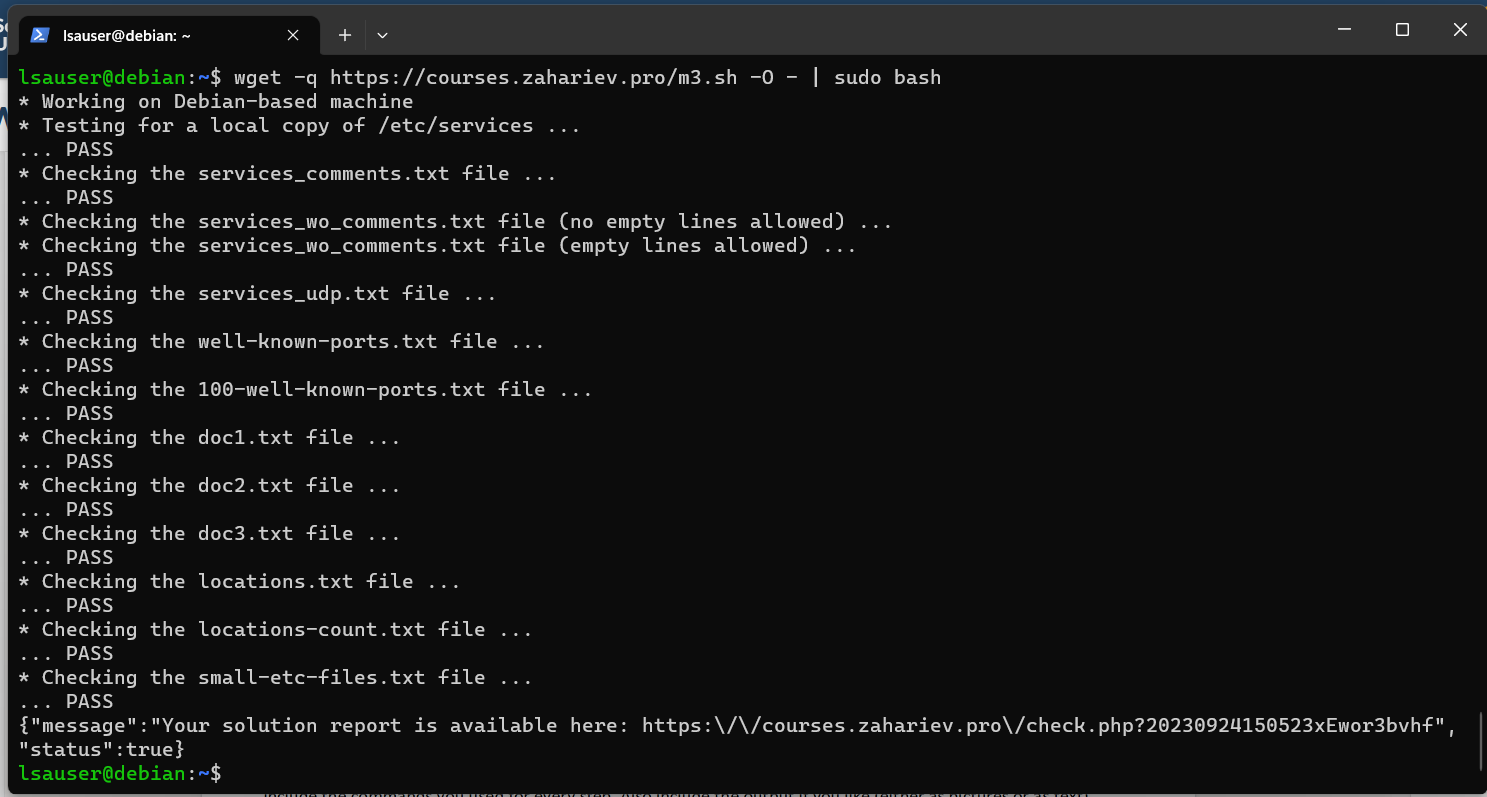 lsauser@debian: ~
lsauser@debian:~$ wget -q https://courses.zahariev.pro/m3.sh -O - | sudo bash
* Working on Debian-based machine
* Testing for a local copy of /etc/services ...
... PASS
* Checking the services_comments.txt file ...
... PASS
* Checking the services_wo_comments.txt file (no empty lines allowed) ...
* Checking the services_wo_comments.txt file (empty lines allowed) ...
... PASS
* Checking the services_udp.txt file ...
... PASS
* Checking the well-known-ports.txt file ...
... PASS
* Checking the 100-well-known-ports.txt file ...
... PASS
* Checking the doc1.txt file ...
... PASS
* Checking the doc2.txt file ...
... PASS
* Checking the doc3.txt file ...
... PASS
* Checking the locations.txt file ...
... PASS
* Checking the locations-count.txt file ...
... PASS
* Checking the small-etc-files.txt file ...
... PASS
{"message":"Your solution report is available here: https:\/\/courses.zahariev.pro\/check.php?20230924150523xEwor3bvhf",
"status":true}
lsauser@debian:~$